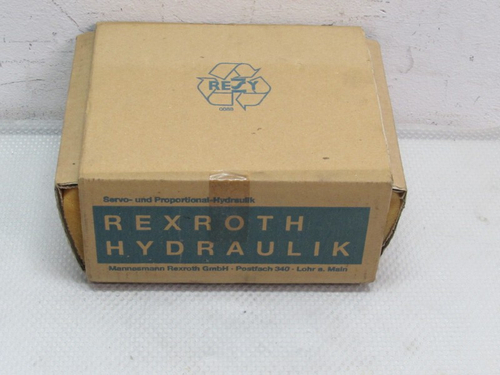 REZY
Servo- und Proportional-Hydraulik
REXROTH
HYDRAULIK
Mannesmann Rexroth GmbH · Postfach 340 · Lohr a. Main